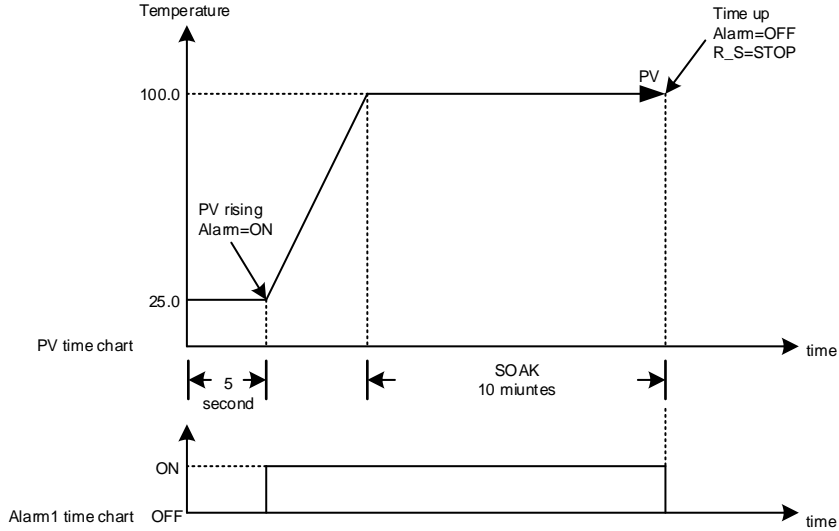 Temperature
Time up
Alarm=OFF
R_S=STOP
PV
100.0
PV rising
Alarm=ON
25.0
PV time chart
time
5
second
SOAK
10 miuntes
ON
Alarm1 time chart
OFF
time